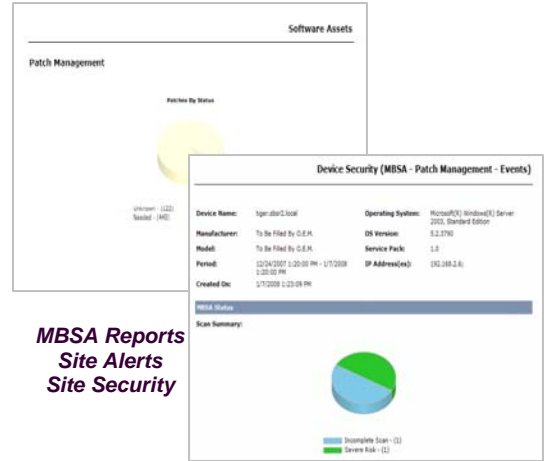 Software Assets
Patch Management
Patches By Status
Unknown - (122)
Needed - (440)
Device Security (MBSA - Patch Management - Events)
Device Name: tiger.stor2.local Operating System: Microsoft(R) Windows(R) Server 2003, Standard Edition
Manufacturer: To Be Filled By O.E.M. OS Version: 5.2.3790
Model: To Be Filled By O.E.M. Service Pack: 1.0
Period: 12/24/2007 1:20:00 PM - 1/7/2008 1:20:00 PM IP Address(es): 192.168.2.6;
Created On: 1/7/2008 1:23:09 PM
MBSA Status
Scan Summary:
Incomplete Scan - (1)
Severe Risk - (1)
MBSA Reports
Site Alerts
Site Security